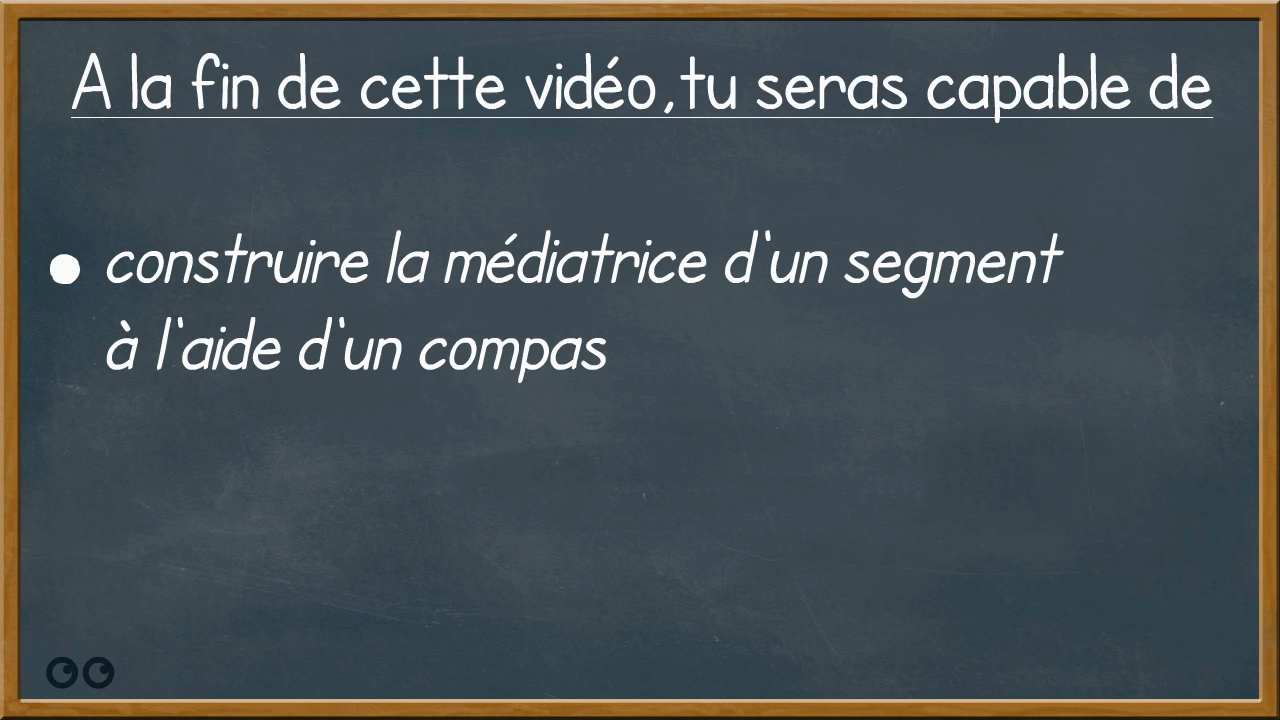 A la fin de cette vidéo, tu seras capable de
• construire la médiatrice d'un segment
à l'aide d'un compas